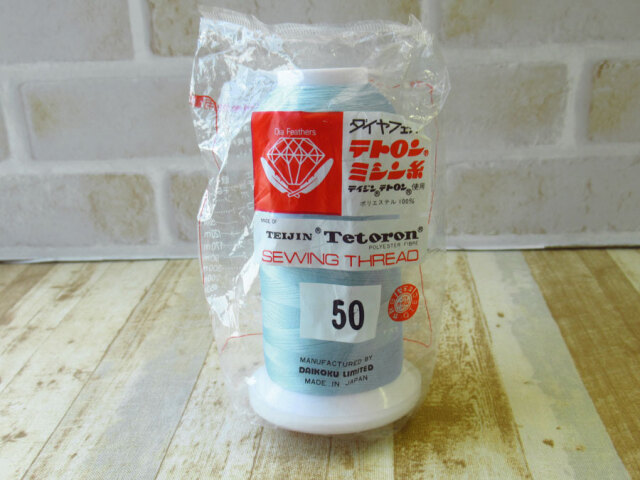 Dia Feathers
ダイヤフェ
テトロン®
ミシン糸
テイジン®テトロン®使用
ポリエステル 100%
MADE OF
TEIJIN® Tetoron®
POLYESTER FIBRE
SEWING THREAD
50
MANUFACTURED BY
DAIKOKU LIMITED
MADE IN JAPAN